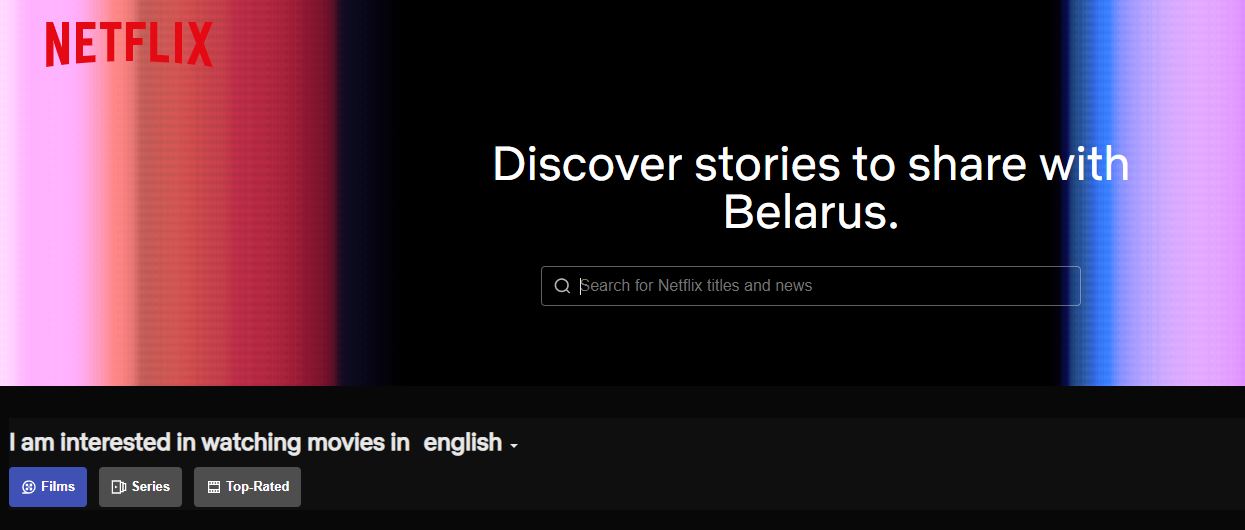 NETFLIX
Discover stories to share with
Belarus.
Search for Netflix titles and news
I am interested in watching movies in english
Films Series Top-Rated